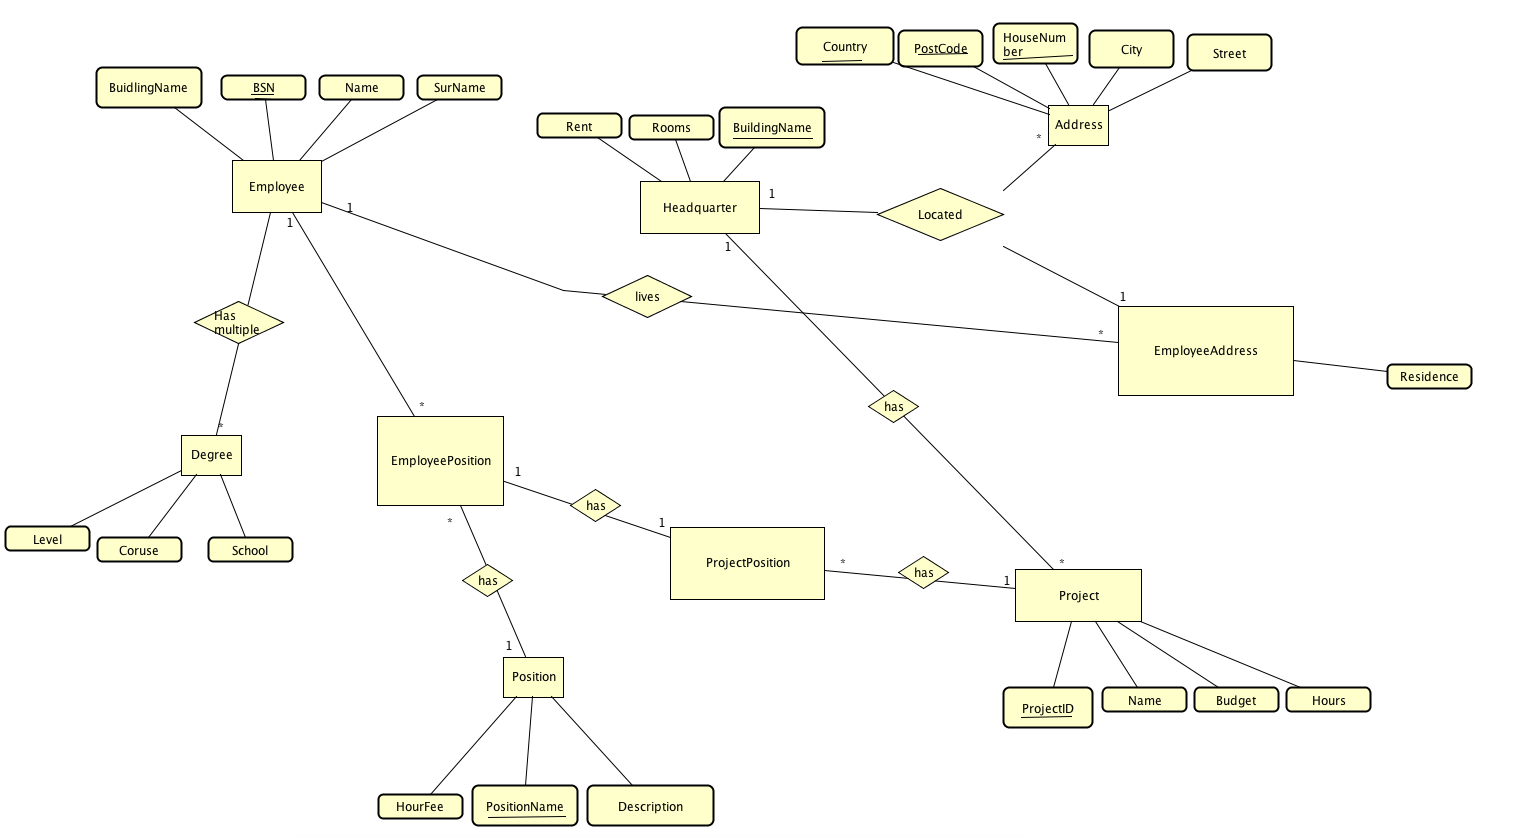 Country
PostCode
HouseNum
ber
City
Street
BuidlingName
BSN
Name
SurName
Rent
Rooms
BuildingName
Address
*
Employee
Headquarter
1
Located
1
1
1
lives
1
*
EmployeeAddress
Residence
Has
multiple
*
Degree
*
has
EmployeePosition
1
has
1
Level
Coruse
School
*
ProjectPosition
*
has
1
*
Project
has
1
Position
ProjectID
Name
Budget
Hours
HourFee
PositionName
Description